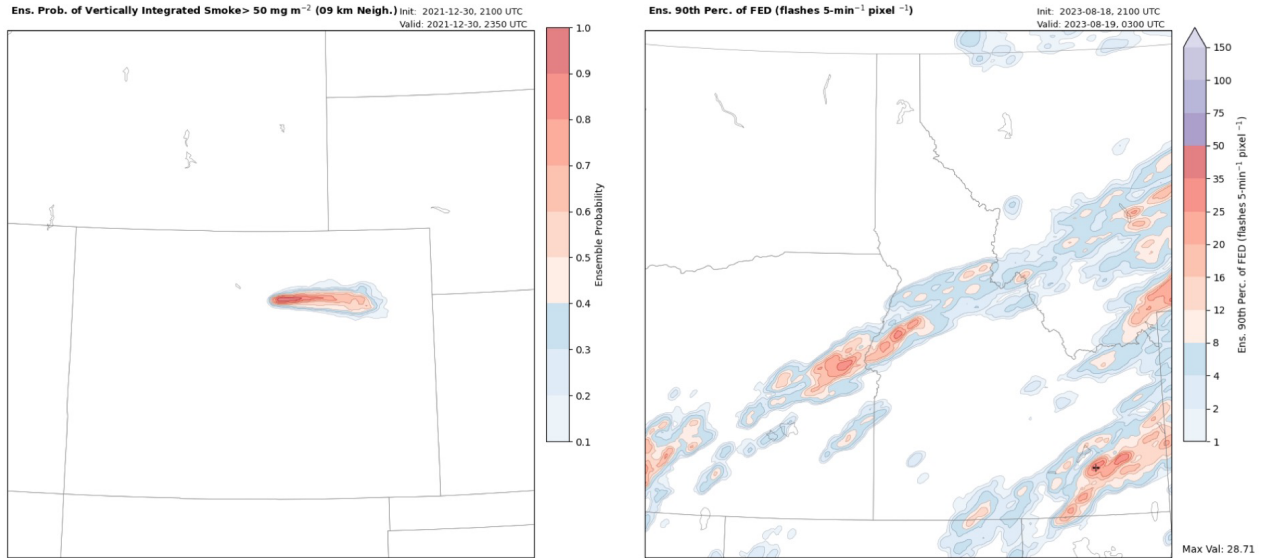 Ens. Prob. of Vertically Integrated Smoke> 50 mg m⁻² (09 km Neigh.) Init: 2021-12-30, 2100 UTC
Valid: 2021-12-30, 2350 UTC
1.0
0.9
0.8
0.7
0.6
0.5
0.4
0.3
0.2
0.1
Ensemble Probability
Ens. 90th Perc. of FED (flashes 5-min⁻¹ pixel ⁻¹)
Init: 2023-08-18, 2100 UTC
Valid: 2023-08-19, 0300 UTC
150
100
75
50
35
25
20
16
12
8
4
2
1
Ens. 90th Perc. of FED (flashes 5-min⁻¹ pixel ⁻¹)
Max Val: 28.71